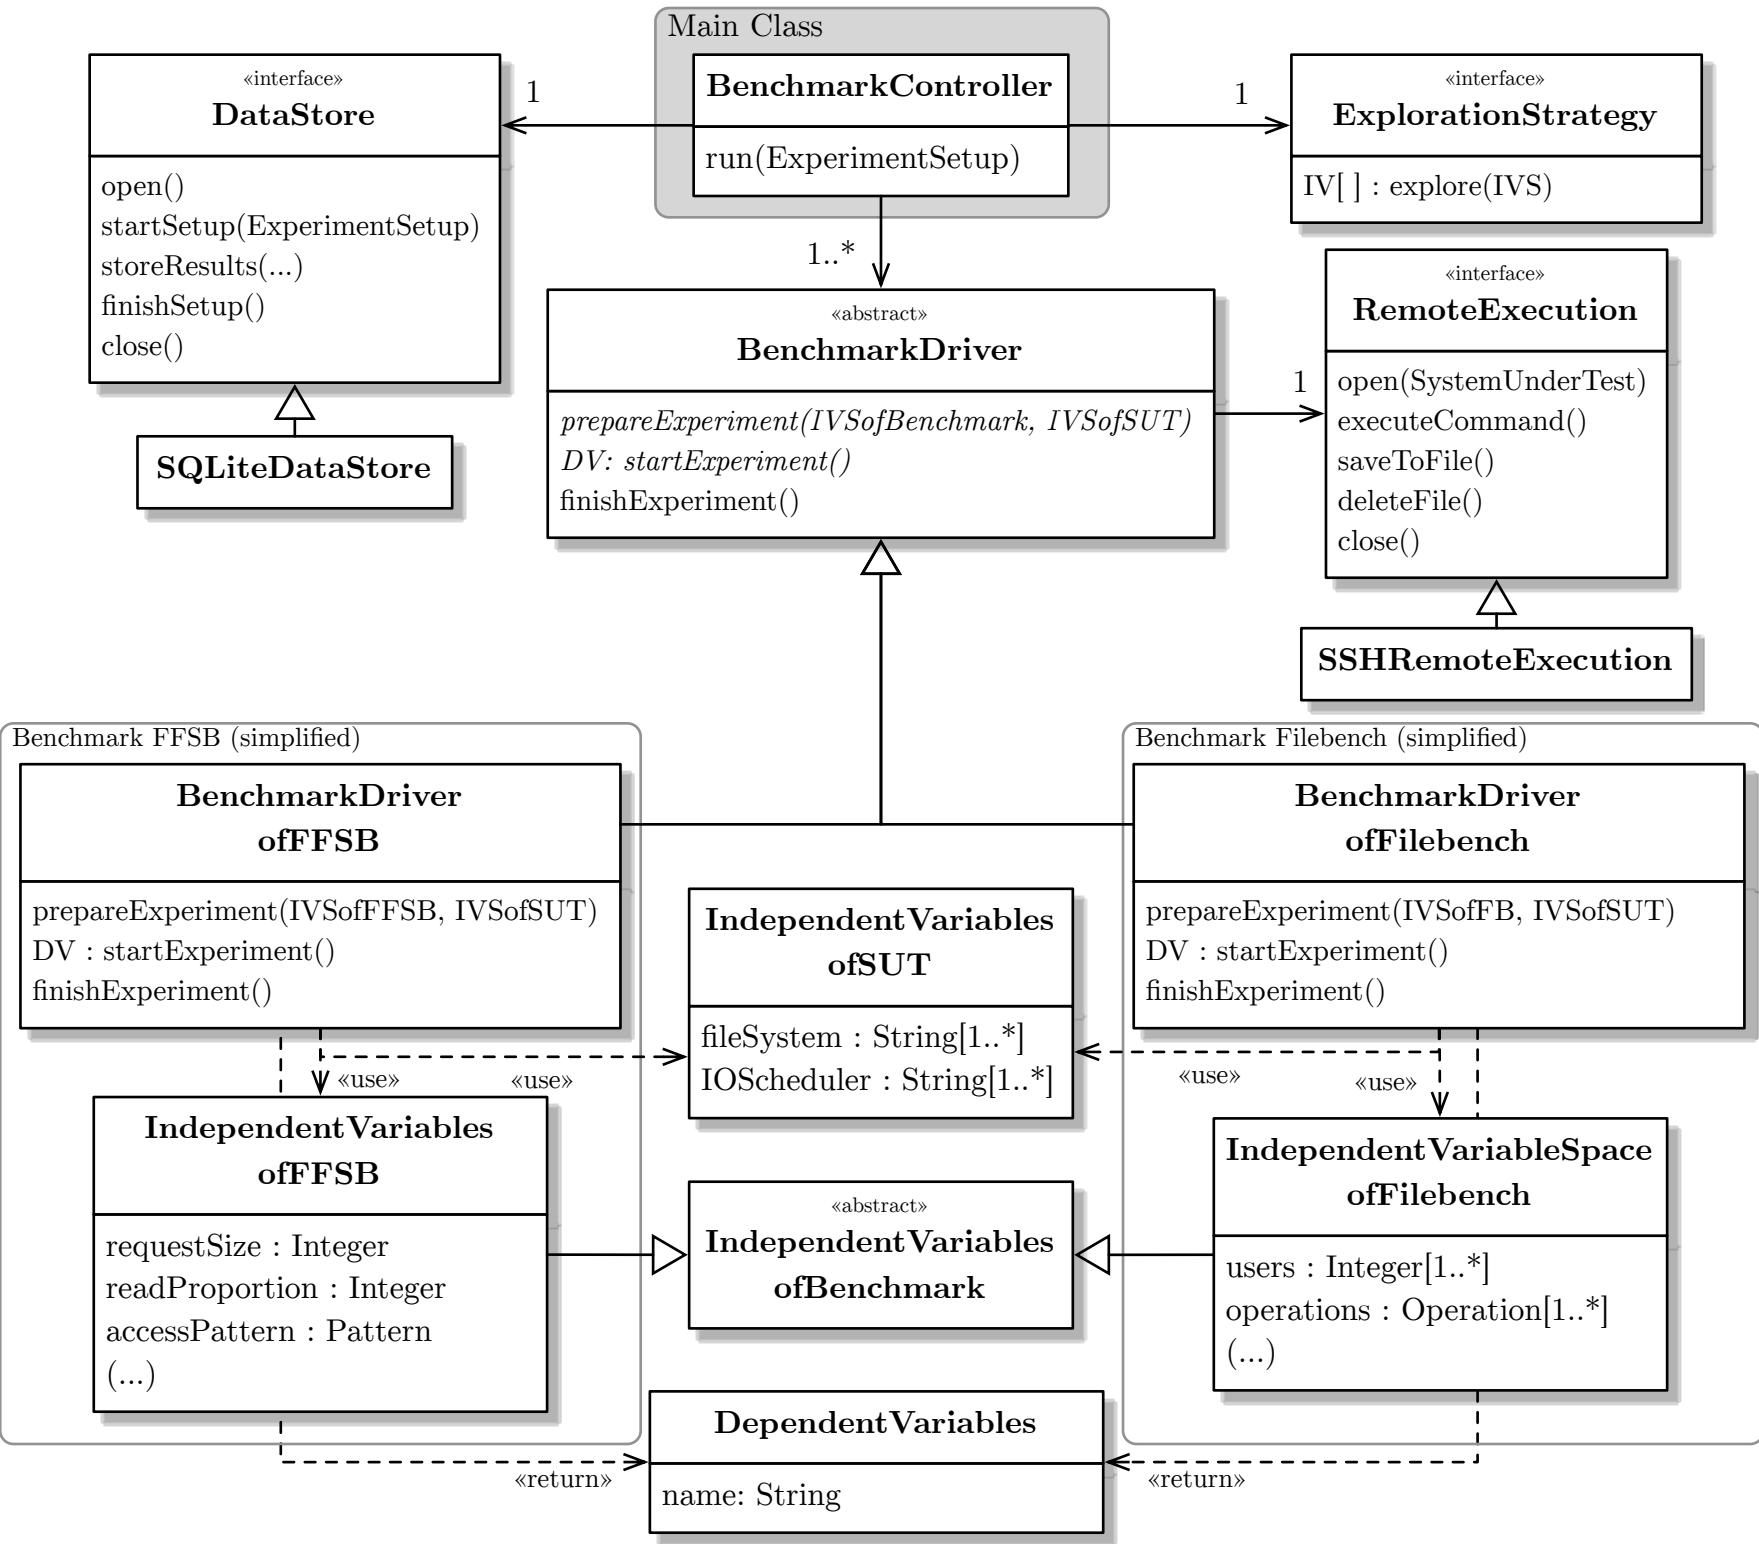 Main Class
«interface»
DataStore
open()
startSetup(ExperimentSetup)
storeResults(...)
finishSetup()
close()
SQLiteDataStore
1
BenchmarkController
run(ExperimentSetup)
1
1..*
«interface»
ExplorationStrategy
IV[ ] : explore(IVS)
«abstract»
BenchmarkDriver
prepareExperiment(IVSofBenchmark, IVSofSUT)
DV: startExperiment()
finishExperiment()
1
«interface»
RemoteExecution
open(SystemUnderTest)
executeCommand()
saveToFile()
deleteFile()
close()
SSHRemoteExecution
Benchmark FFSB (simplified)
BenchmarkDriver
ofFFSB
prepareExperiment(IVSofFFSB, IVSofSUT)
DV : startExperiment()
finishExperiment()
«use»
«use»
IndependentVariables
ofFFSB
requestSize : Integer
readProportion : Integer
accessPattern : Pattern
(...)
«return»
IndependentVariables
ofSUT
fileSystem : String[1..*]
IOScheduler : String[1..*]
«abstract»
IndependentVariables
ofBenchmark
DependentVariables
name: String
Benchmark Filebench (simplified)
BenchmarkDriver
ofFilebench
prepareExperiment(IVSofFB, IVSofSUT)
DV : startExperiment()
finishExperiment()
«use»
«use»
IndependentVariableSpace
ofFilebench
users : Integer[1..*]
operations : Operation[1..*]
(...)
«return»